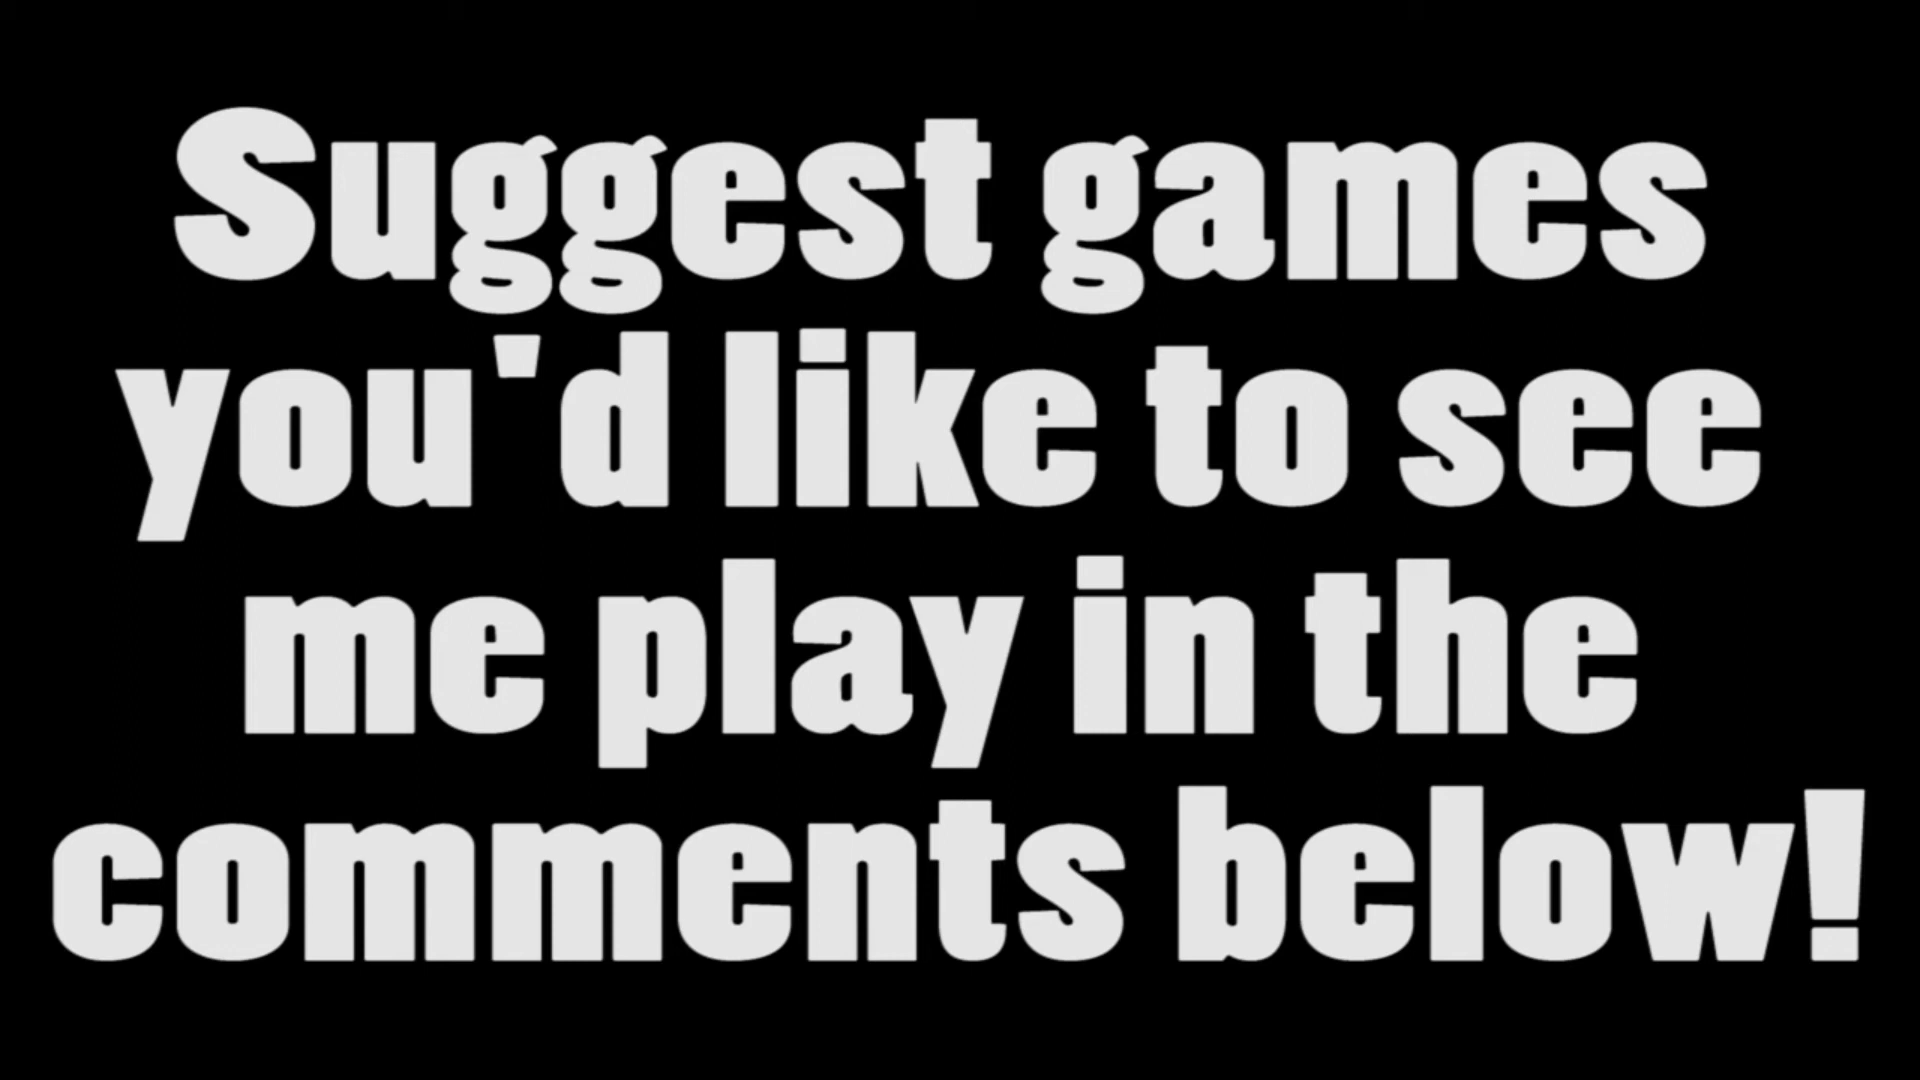 Suggest games
you'd like to see
me play in the
comments below!